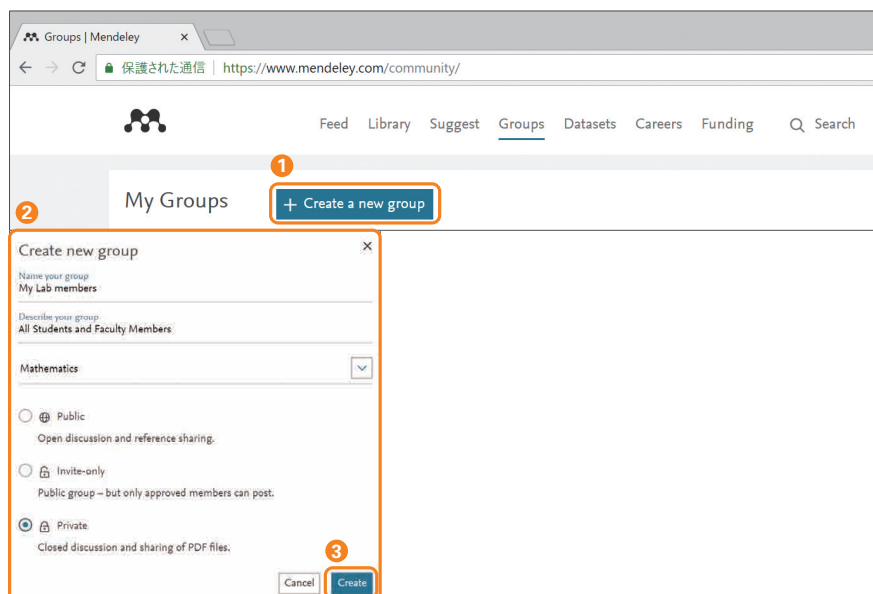 Groups | Mendeley
保護された通信 | https://www.mendeley.com/community/
Feed Library Suggest Groups Datasets Careers Funding Search
1
My Groups + Create a new group
2
Create new group
Name your group
My Lab members
Describe your group
All Students and Faculty Members
Mathematics
Public
Open discussion and reference sharing.
Invite-only
Public group – but only approved members can post.
Private
Closed discussion and sharing of PDF files.
3
Cancel Create